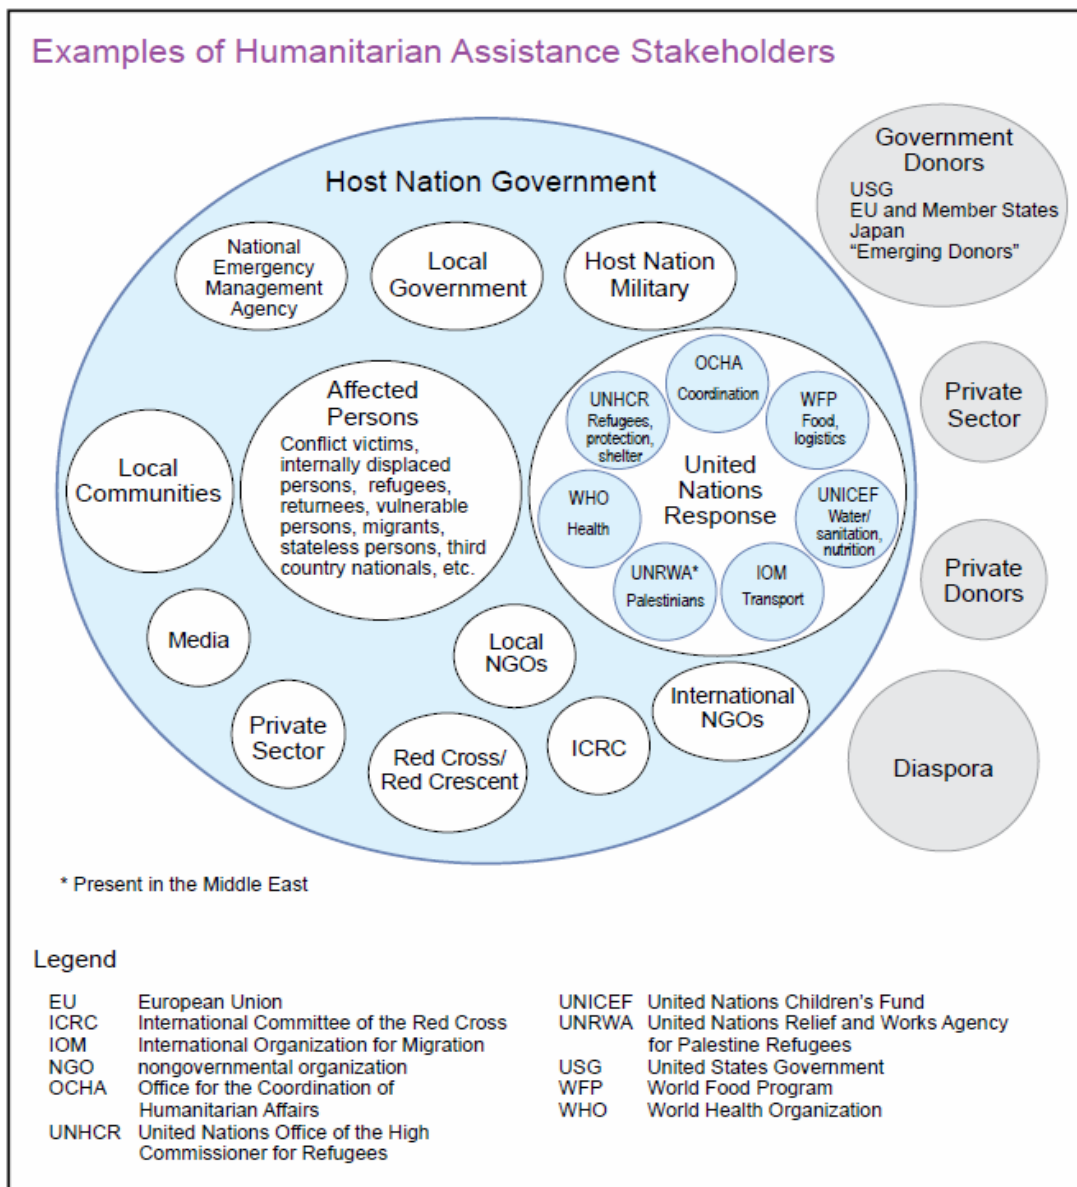 Examples of Humanitarian Assistance Stakeholders
Host Nation Government
National
Emergency
Management
Agency
Local
Government
Host Nation
Military
Affected
Persons
Conflict victims,
internally displaced
persons, refugees,
returnees, vulnerable
persons, migrants,
stateless persons, third
country nationals, etc.
Local
Communities
Media
Private
Sector
Red Cross/
Red Crescent
Local
NGOs
ICRC
International
NGOs
United
Nations
Response
OCHA
Coordination
UNHCR
Refugees,
protection,
shelter
WFP
Food,
logistics
WHO
Health
UNICEF
Water/
sanitation,
nutrition
UNRWA*
Palestinians
IOM
Transport
Government
Donors
USG
EU and Member States
Japan
“Emerging Donors”
Private
Sector
Private
Donors
Diaspora
* Present in the Middle East
Legend
EU European Union
ICRC International Committee of the Red Cross
IOM International Organization for Migration
NGO nongovernmental organization
OCHA Office for the Coordination of
Humanitarian Affairs
UNHCR United Nations Office of the High
Commissioner for Refugees
UNICEF United Nations Children’s Fund
UNRWA United Nations Relief and Works Agency
for Palestine Refugees
USG United States Government
WFP World Food Program
WHO World Health Organization